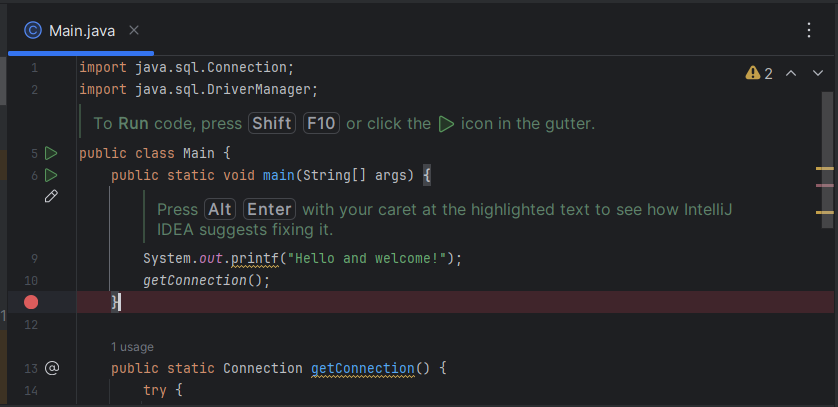 Main.java
2
1 import java.sql.Connection;
2 import java.sql.DriverManager;
To Run code, press Shift F10 or click the icon in the gutter.
5 public class Main {
6 public static void main(String[] args) {
Press Alt Enter with your caret at the highlighted text to see how IntelliJ
IDEA suggests fixing it.
9 System.out.printf("Hello and welcome!");
10 getConnection();
}
12
1 usage
13 @ public static Connection getConnection() {
14 try {